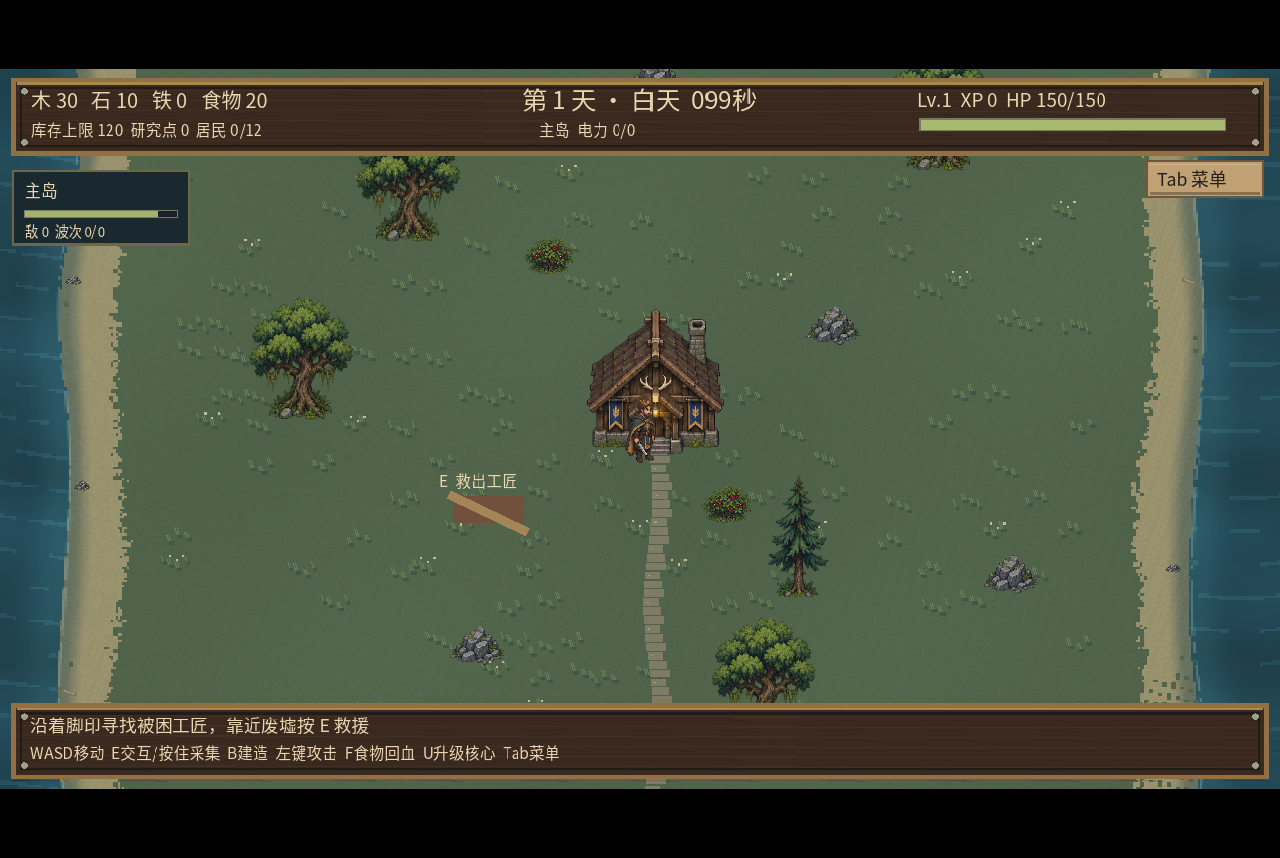 木 30 石 10 铁 0 食物 20
第 1 天 · 白天 099秒
Lv.1 XP 0 HP 150/150
库存上限 120 研究点 0 居民 0/12
主岛 电力 0/0
主岛
Tab 菜单
敌 0 波次 0/0
E 救出工匠
沿着脚印寻找被困工匠，靠近废墟按 E 救援
WASD移动 E交互/按住采集 B建造 左键攻击 F食物回血 U升级核心 Tab菜单